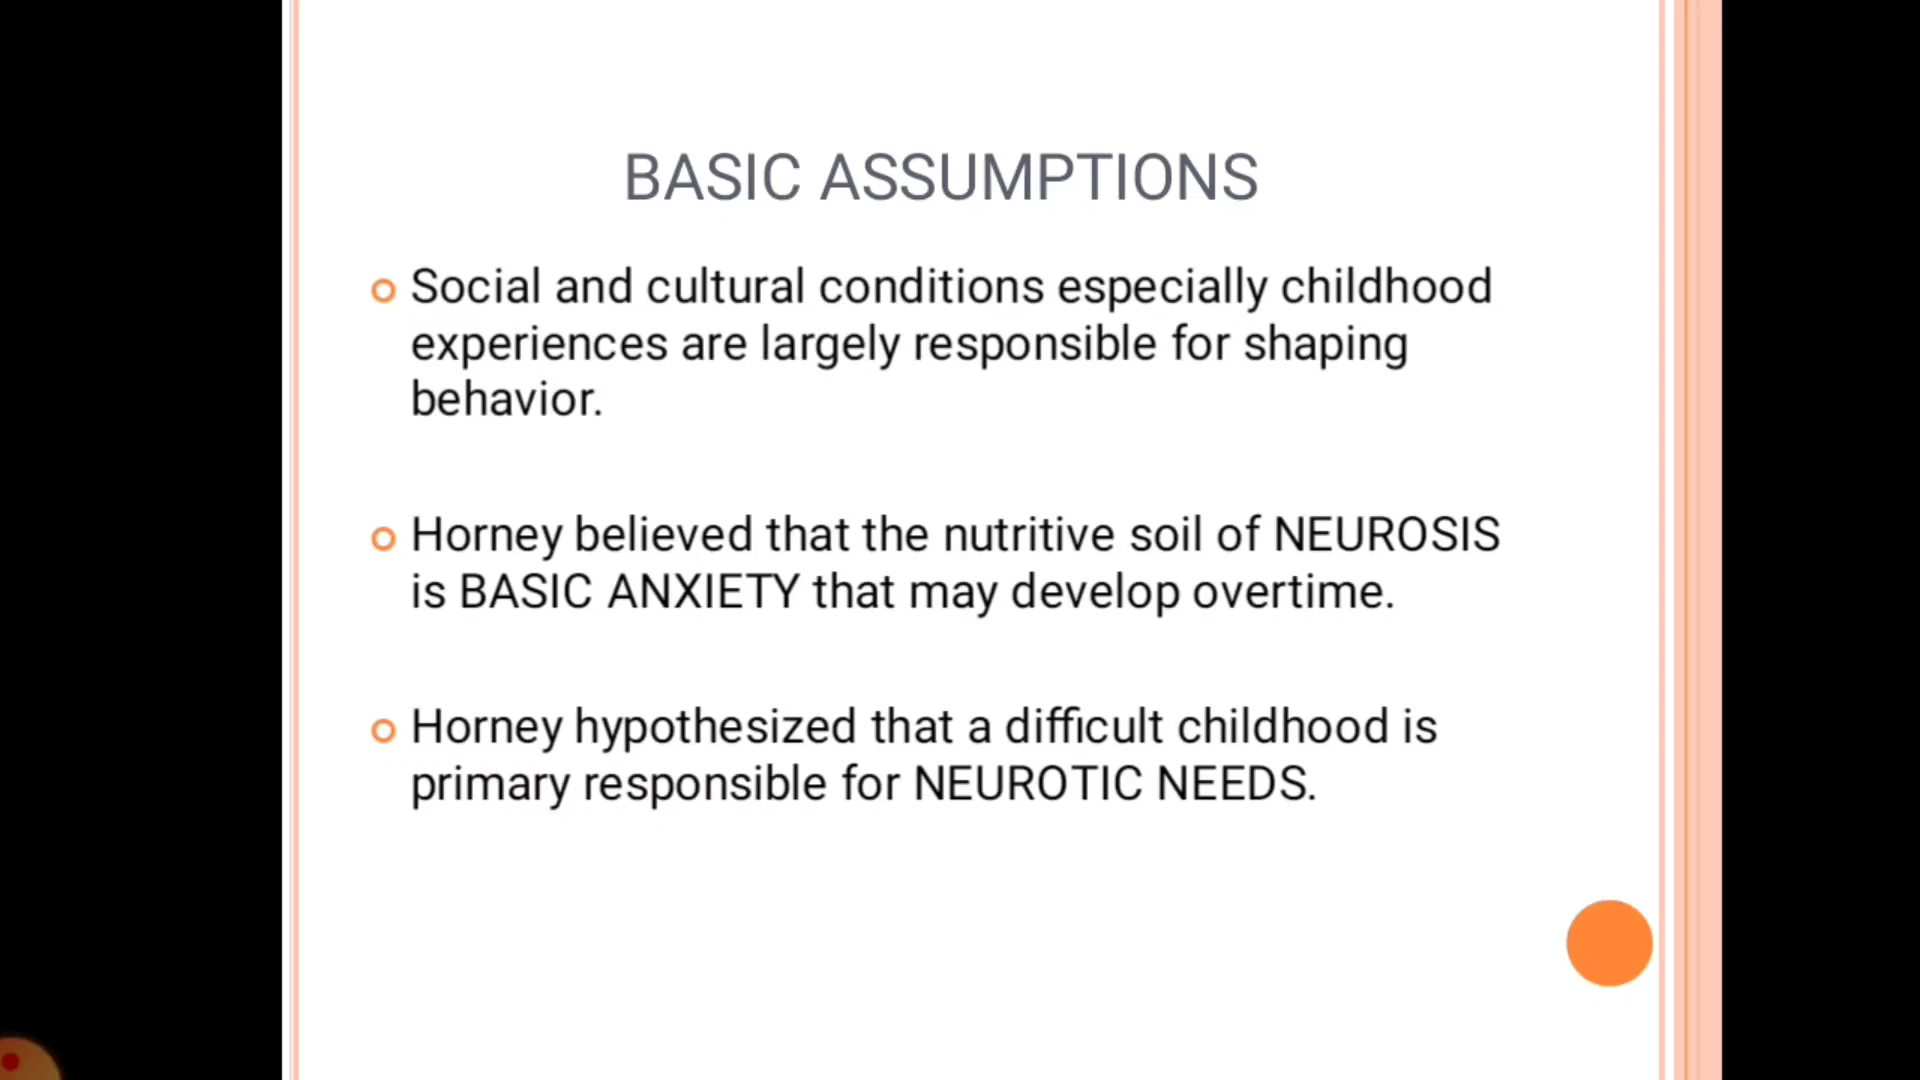 BASIC ASSUMPTIONS
Social and cultural conditions especially childhood
experiences are largely responsible for shaping
behavior.
Horney believed that the nutritive soil of NEUROSIS
is BASIC ANXIETY that may develop overtime.
Horney hypothesized that a difficult childhood is
primary responsible for NEUROTIC NEEDS.